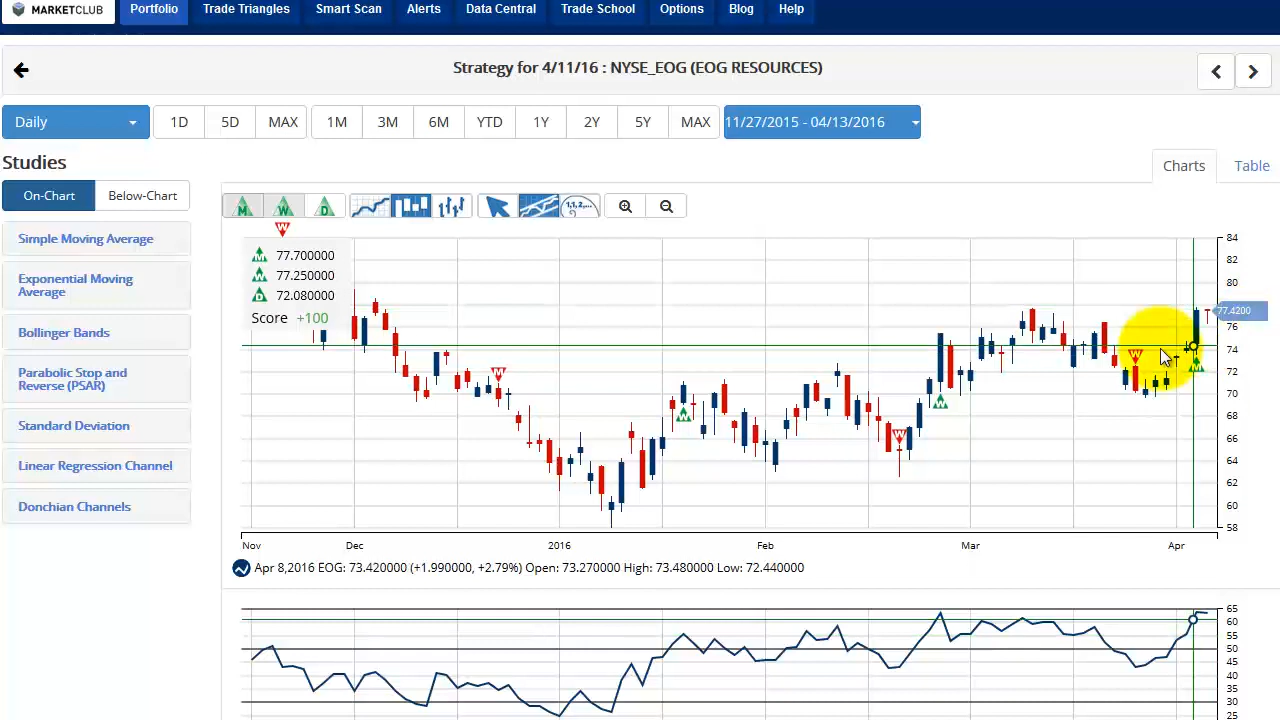 MARKETCLUB Portfolio Trade Triangles Smart Scan Alerts Data Central Trade School Options Blog Help
Strategy for 4/11/16 : NYSE_EOG (EOG RESOURCES)
Daily 1D 5D MAX 1M 3M 6M YTD 1Y 2Y 5Y MAX 11/27/2015 - 04/13/2016
Studies
Charts Table
On-Chart Below-Chart
M W D
Simple Moving Average
Exponential Moving
Average
Bollinger Bands
Parabolic Stop and
Reverse (PSAR)
Standard Deviation
Linear Regression Channel
Donchian Channels
W
M 77.700000
W 77.250000
D 72.080000
Score +100
84
82
80
78
77.4200
76
74
72
70
68
66
64
62
60
58
W
W
W
W
W
M
Nov Dec 2016 Feb Mar Apr
Apr 8,2016 EOG: 73.420000 (+1.990000, +2.79%) Open: 73.270000 High: 73.480000 Low: 72.440000
65
60
55
50
45
40
35
30
25